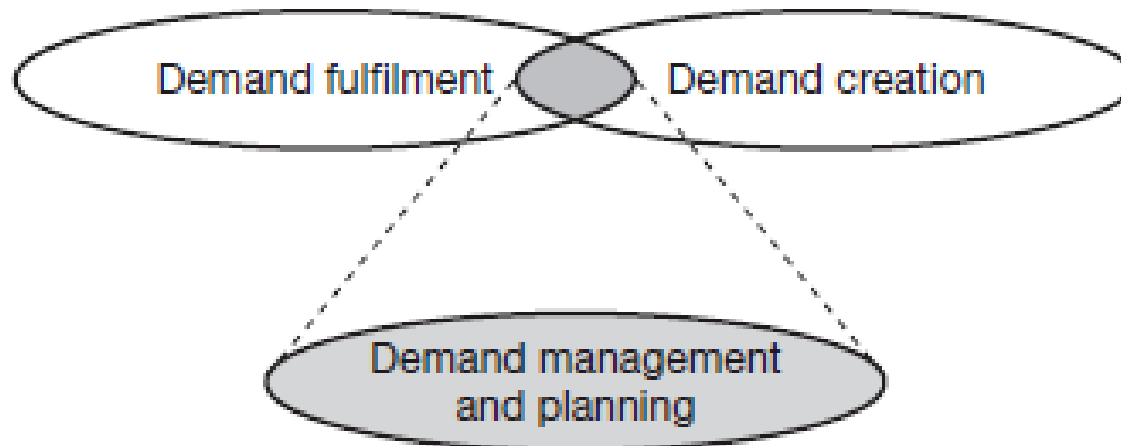 Demand fulfilment
Demand creation
Demand management
and planning